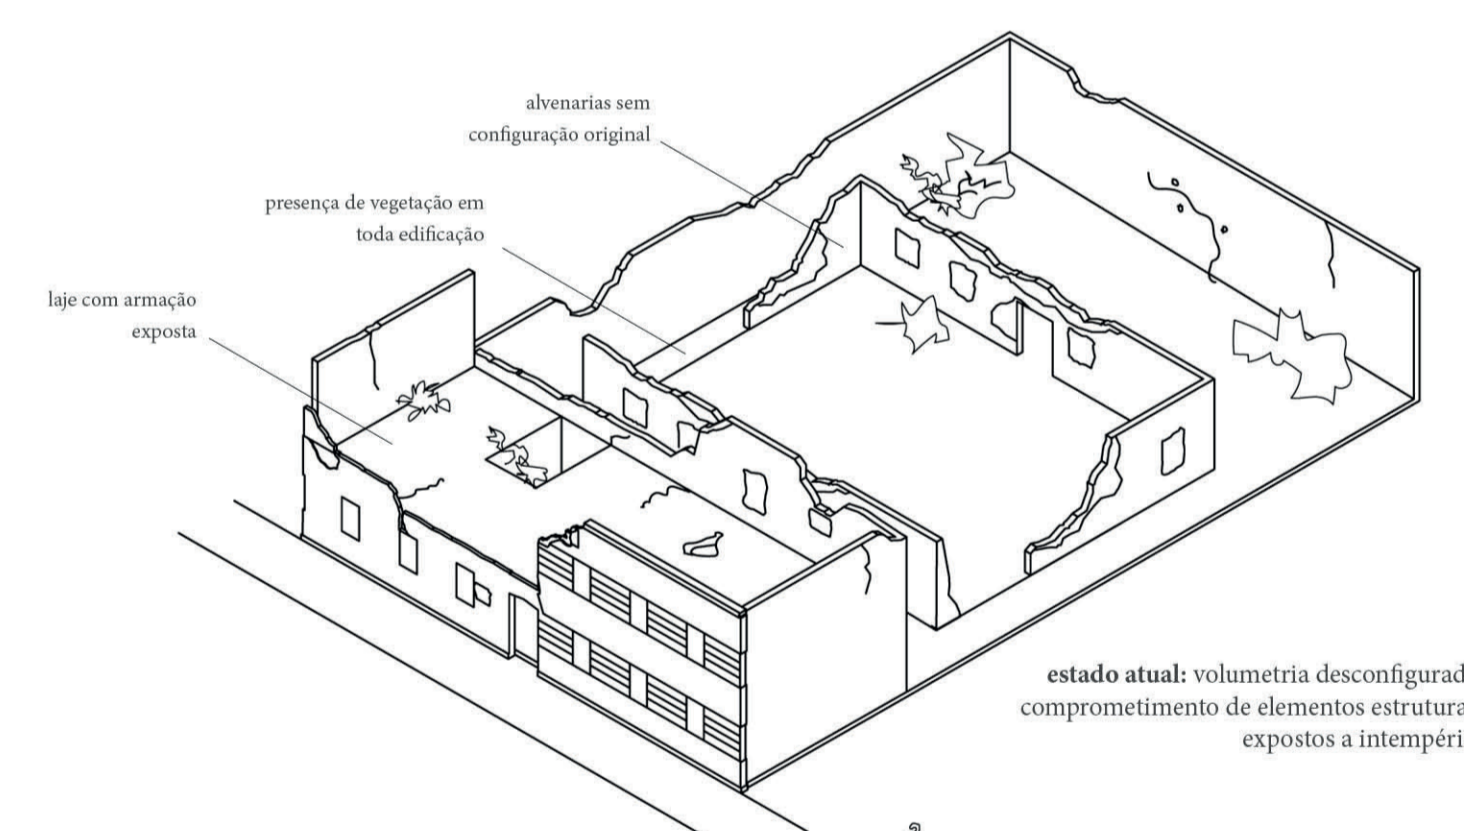 alvenarias sem
configuração original
presença de vegetação em
toda edificação
laje com armação
exposta
estado atual: volumetria desconfigurad
comprometimento de elementos estrutura
expostos a intempéri